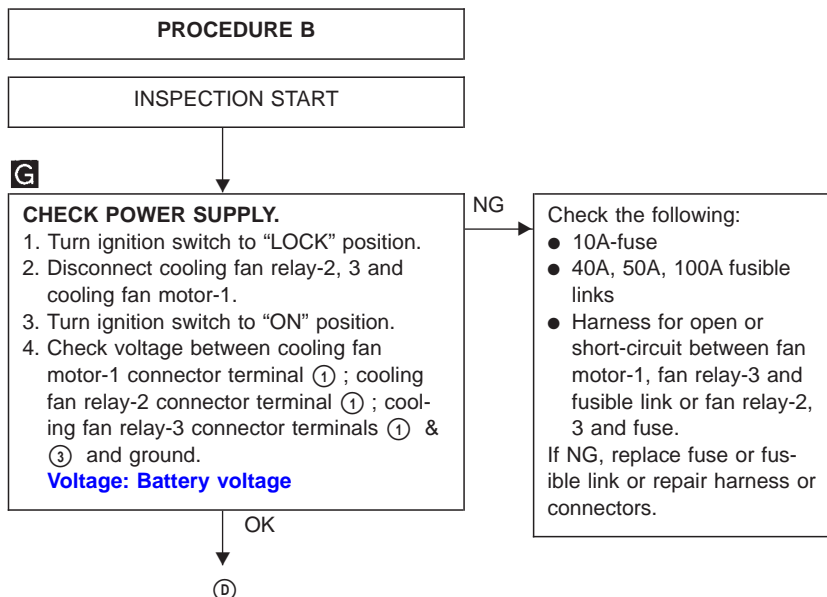 PROCEDURE B
INSPECTION START
G
CHECK POWER SUPPLY.
1. Turn ignition switch to “LOCK” position.
2. Disconnect cooling fan relay-2, 3 and
cooling fan motor-1.
3. Turn ignition switch to “ON” position.
4. Check voltage between cooling fan
motor-1 connector terminal ① ; cooling
fan relay-2 connector terminal ① ; cool-
ing fan relay-3 connector terminals ① &
③ and ground.
Voltage: Battery voltage
NG
Check the following:
● 10A-fuse
● 40A, 50A, 100A fusible
links
● Harness for open or
short-circuit between fan
motor-1, fan relay-3 and
fusible link or fan relay-2,
3 and fuse.
If NG, replace fuse or fus-
ible link or repair harness or
connectors.
OK
Ⓓ